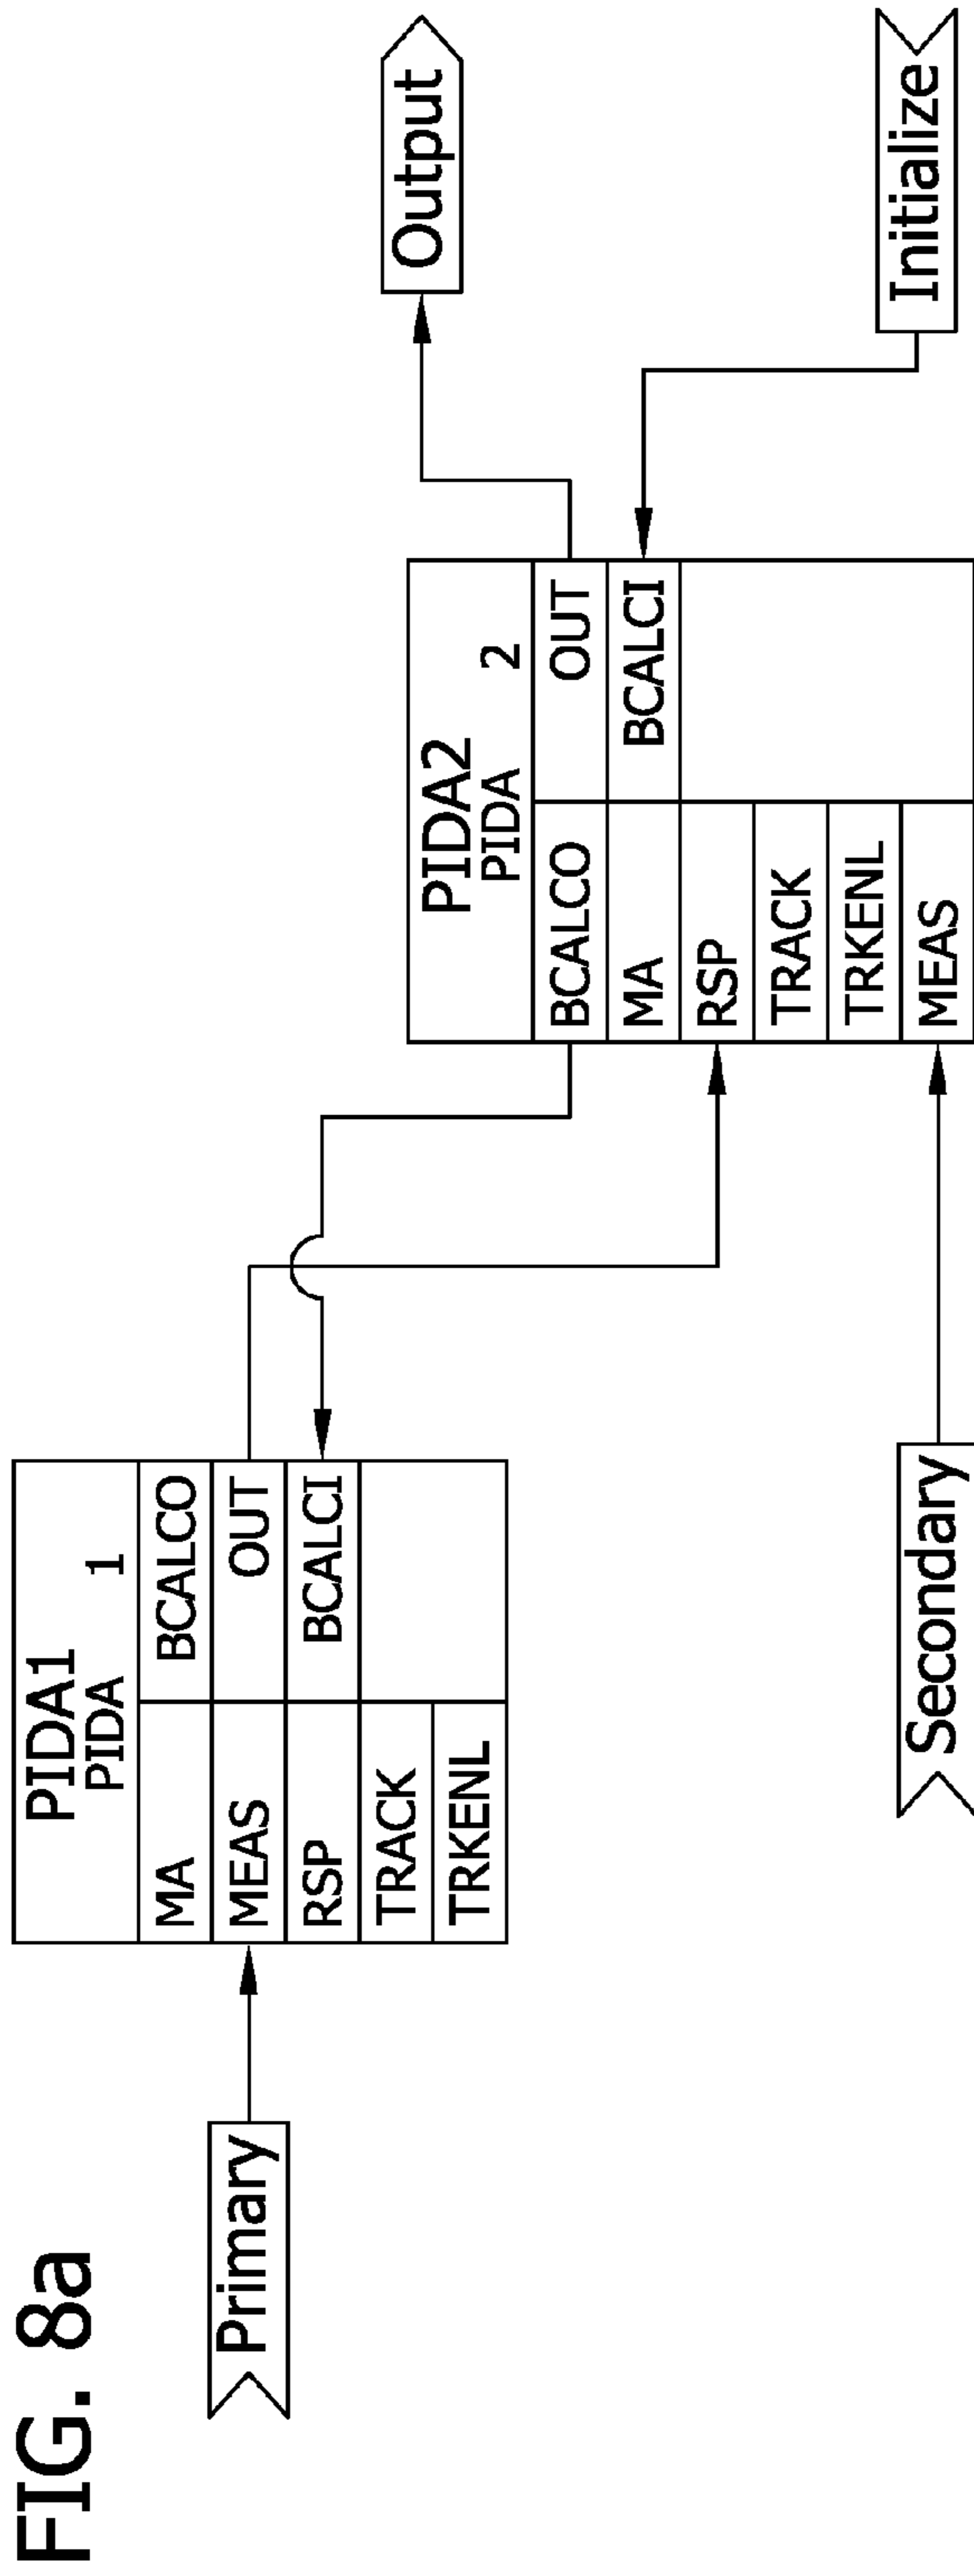 FIG. 8a
Primary
PIDA1
PIDA 1
MA BCALCO
MEAS OUT
RSP BCALCI
TRACK
TRKENL
Secondary
PIDA2
PIDA 2
BCALCO OUT
MA BCALCI
RSP
TRACK
TRKENL
MEAS
Output
Initialize